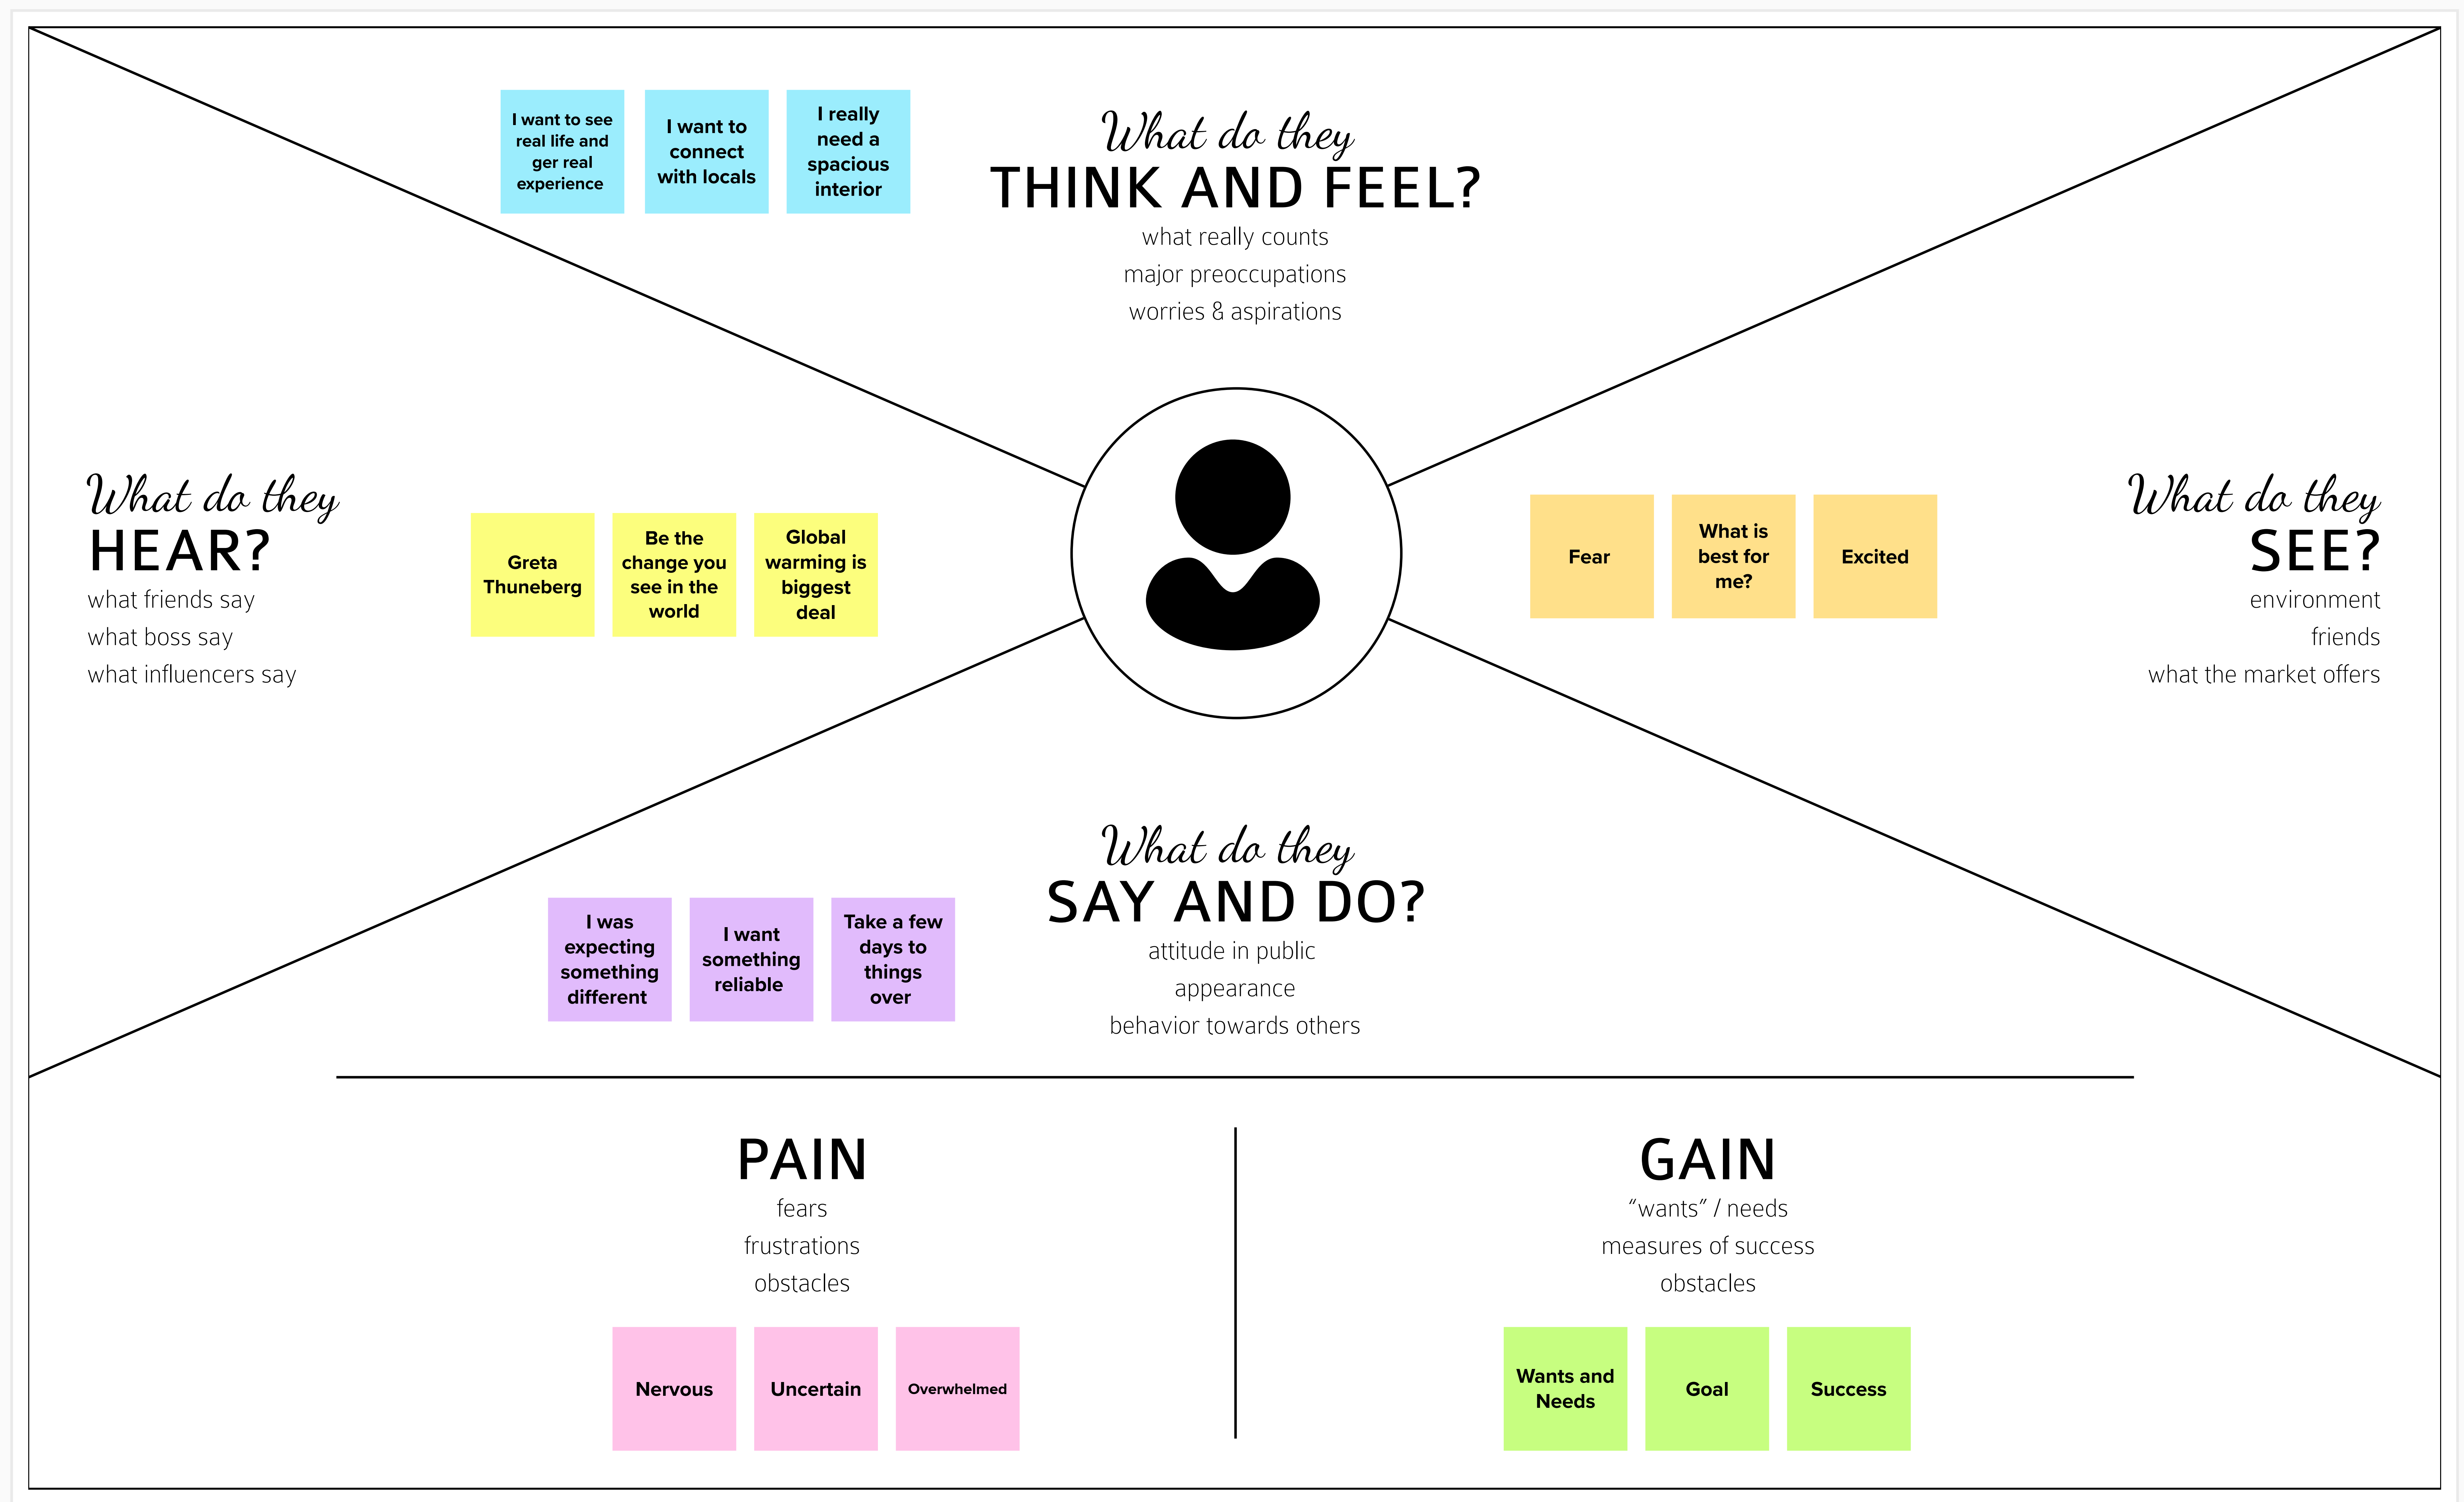 I want to see
real life and
ger real
experience
I want to
connect
with locals
I really
need a
spacious
interior
What do they
THINK AND FEEL?
what really counts
major preoccupations
worries & aspirations
What do they
HEAR?
what friends say
what boss say
what influencers say
Greta
Thuneberg
Be the
change you
see in the
world
Global
warming is
biggest
deal
Fear
What is
best for
me?
Excited
What do they
SEE?
environment
friends
what the market offers
I was
expecting
something
different
I want
something
reliable
Take a few
days to
things
over
What do they
SAY AND DO?
attitude in public
appearance
behavior towards others
PAIN
fears
frustrations
obstacles
Nervous
Uncertain
Overwhelmed
GAIN
“wants” / needs
measures of success
obstacles
Wants and
Needs
Goal
Success